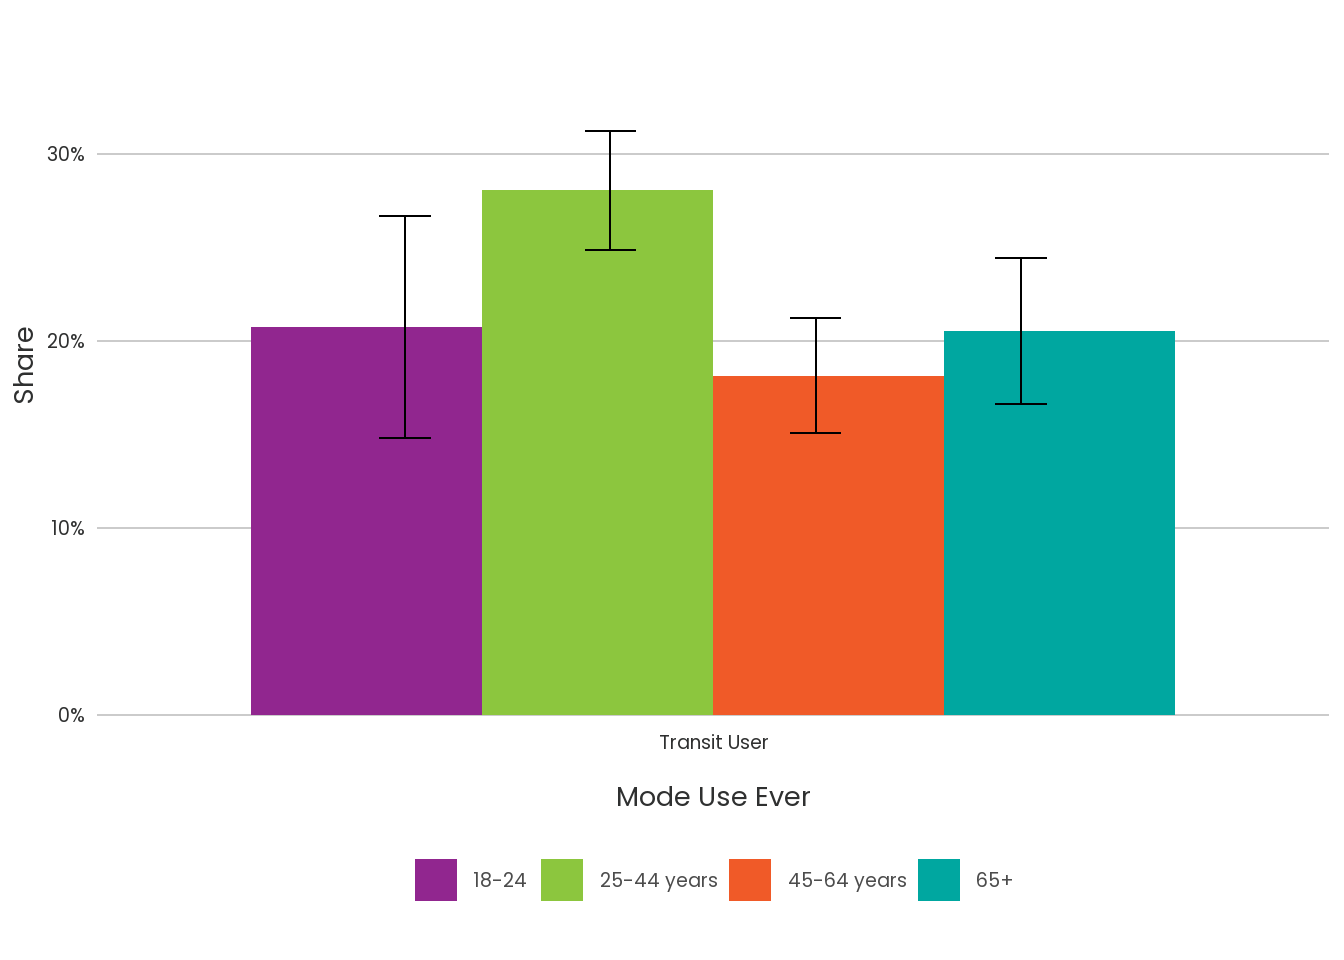 30%
20%
10%
0%
Share
Transit User
Mode Use Ever
18-24 25-44 years 45-64 years 65+